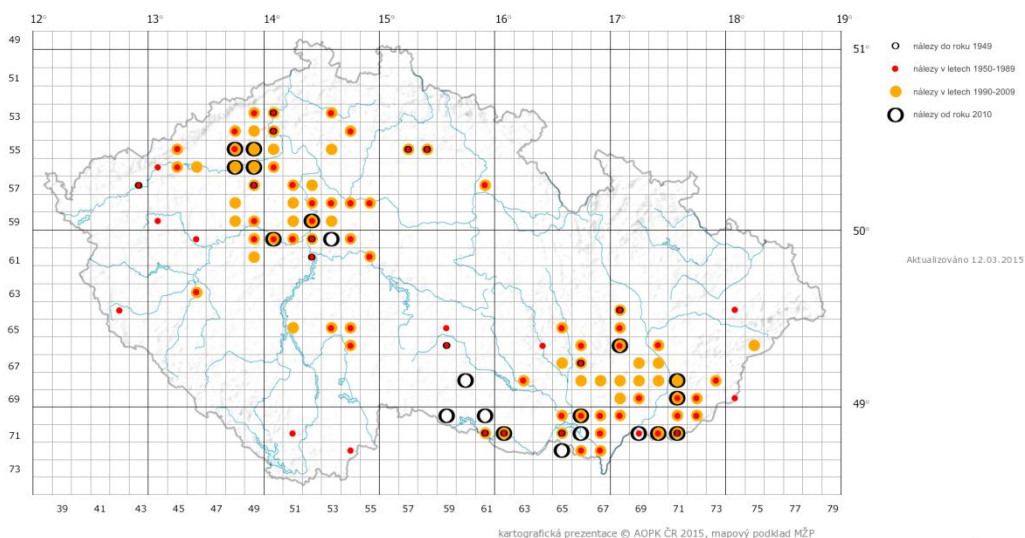 12° 13 14 15 16 17 18 19°
49 51°
nálezy do roku 1949
51 nálezy v letech 1950-1989
nálezy v letech 1990-2009
53 nálezy od roku 2010
55
57
59 50°
61 Aktualizováno 12.03.2015
63
65
67
69 49°
71
73
39 41 43 45 47 49 51 53 55 57 59 61 63 65 67 69 71 73 75 77 79
kartografická prezentace © AOPK ČR 2015, mapový podklad MŽP